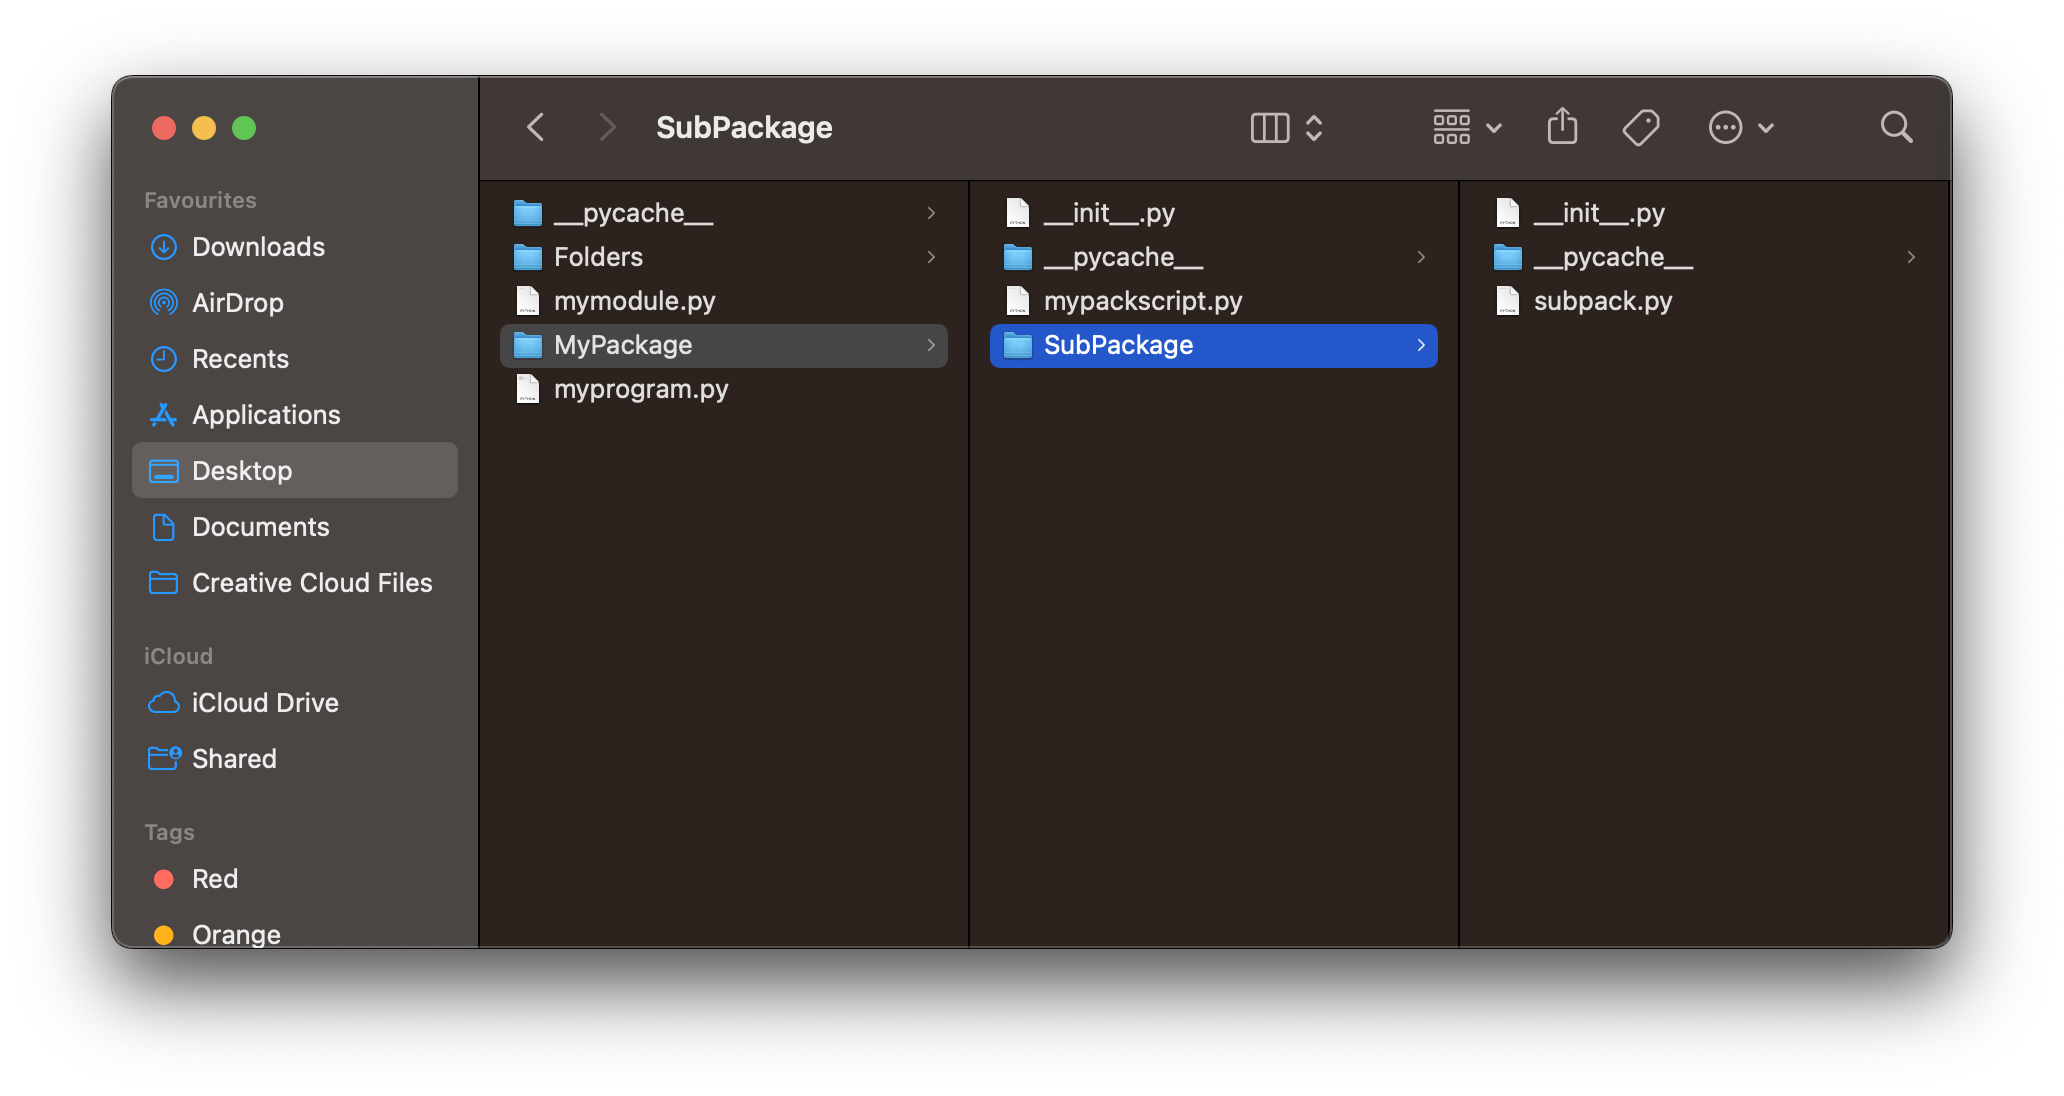 SubPackage
Favourites
Downloads
AirDrop
Recents
Applications
Desktop
Documents
Creative Cloud Files
iCloud
iCloud Drive
Shared
Tags
Red
Orange
__pycache__
Folders
mymodule.py
MyPackage
myprogram.py
__init__.py
__pycache__
mypackscript.py
SubPackage
__init__.py
__pycache__
subpack.py